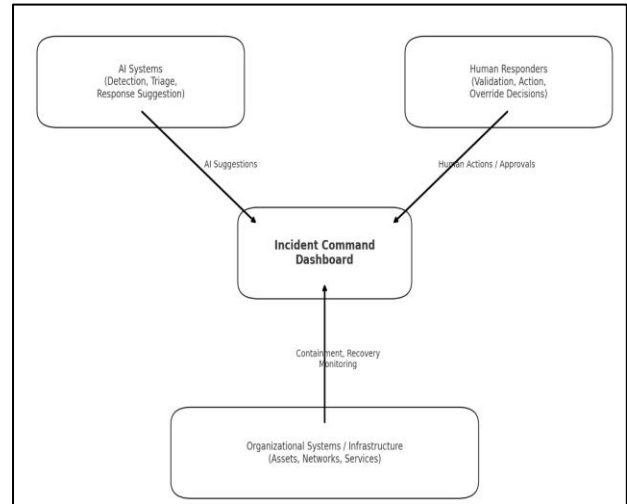 AI Systems
(Detection, Triage,
Response Suggestion)
Human Responders
(Validation, Action,
Override Decisions)
AI Suggestions
Human Actions / Approvals
Incident Command
Dashboard
Containment, Recovery
Monitoring
Organizational Systems / Infrastructure
(Assets, Networks, Services)